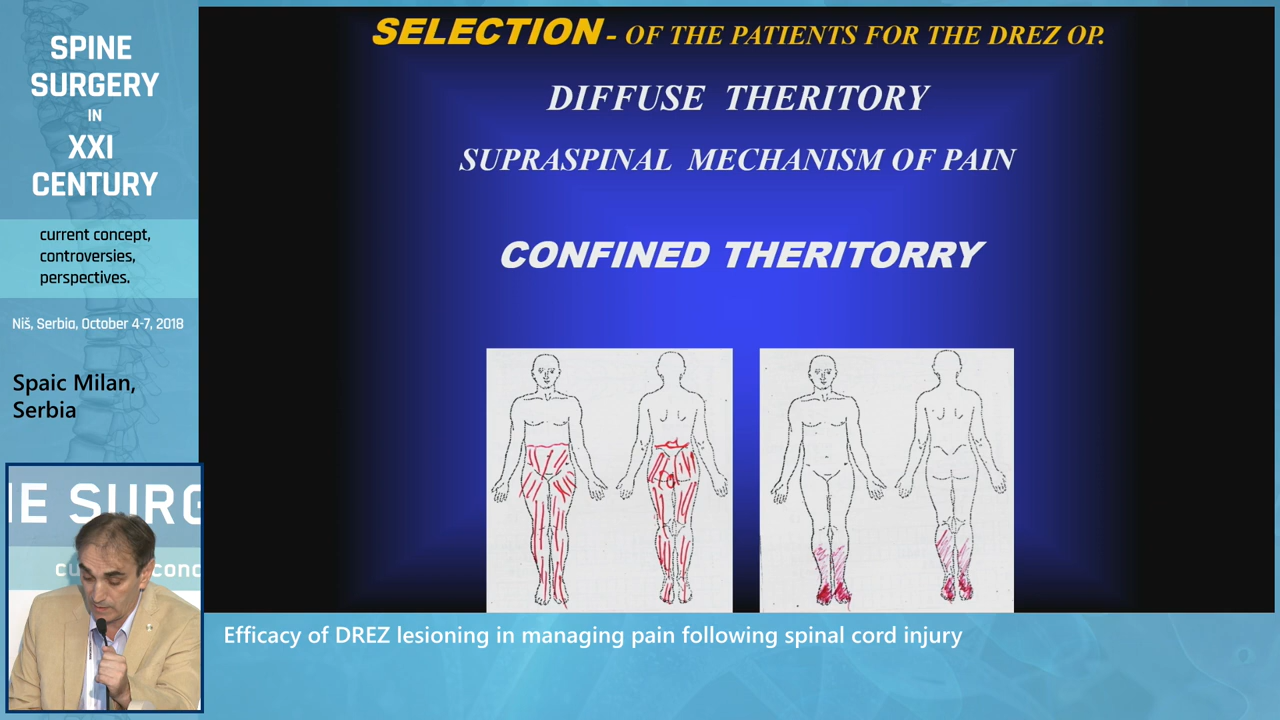 SPINE
SURGERY
IN
XXI
CENTURY
current concept,
controversies,
perspectives.
Niš, Serbia, October 4-7, 2018
Spaic Milan,
Serbia
SELECTION - OF THE PATIENTS FOR THE DREZ OP.
DIFFUSE THERITORY
SUPRASPINAL MECHANISM OF PAIN
CONFINED THERITORRY
Efficacy of DREZ lesioning in managing pain following spinal cord injury